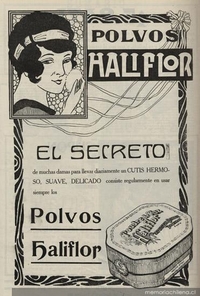 POLVOS
HALIFLOR
EL SECRETO
de muchas damas para llevar diariamente un CUTIS HERMO-
SO, SUAVE, DELICADO consiste regularmente en usar
siempre los
Polvos
Haliflor
memoriachilena.cl